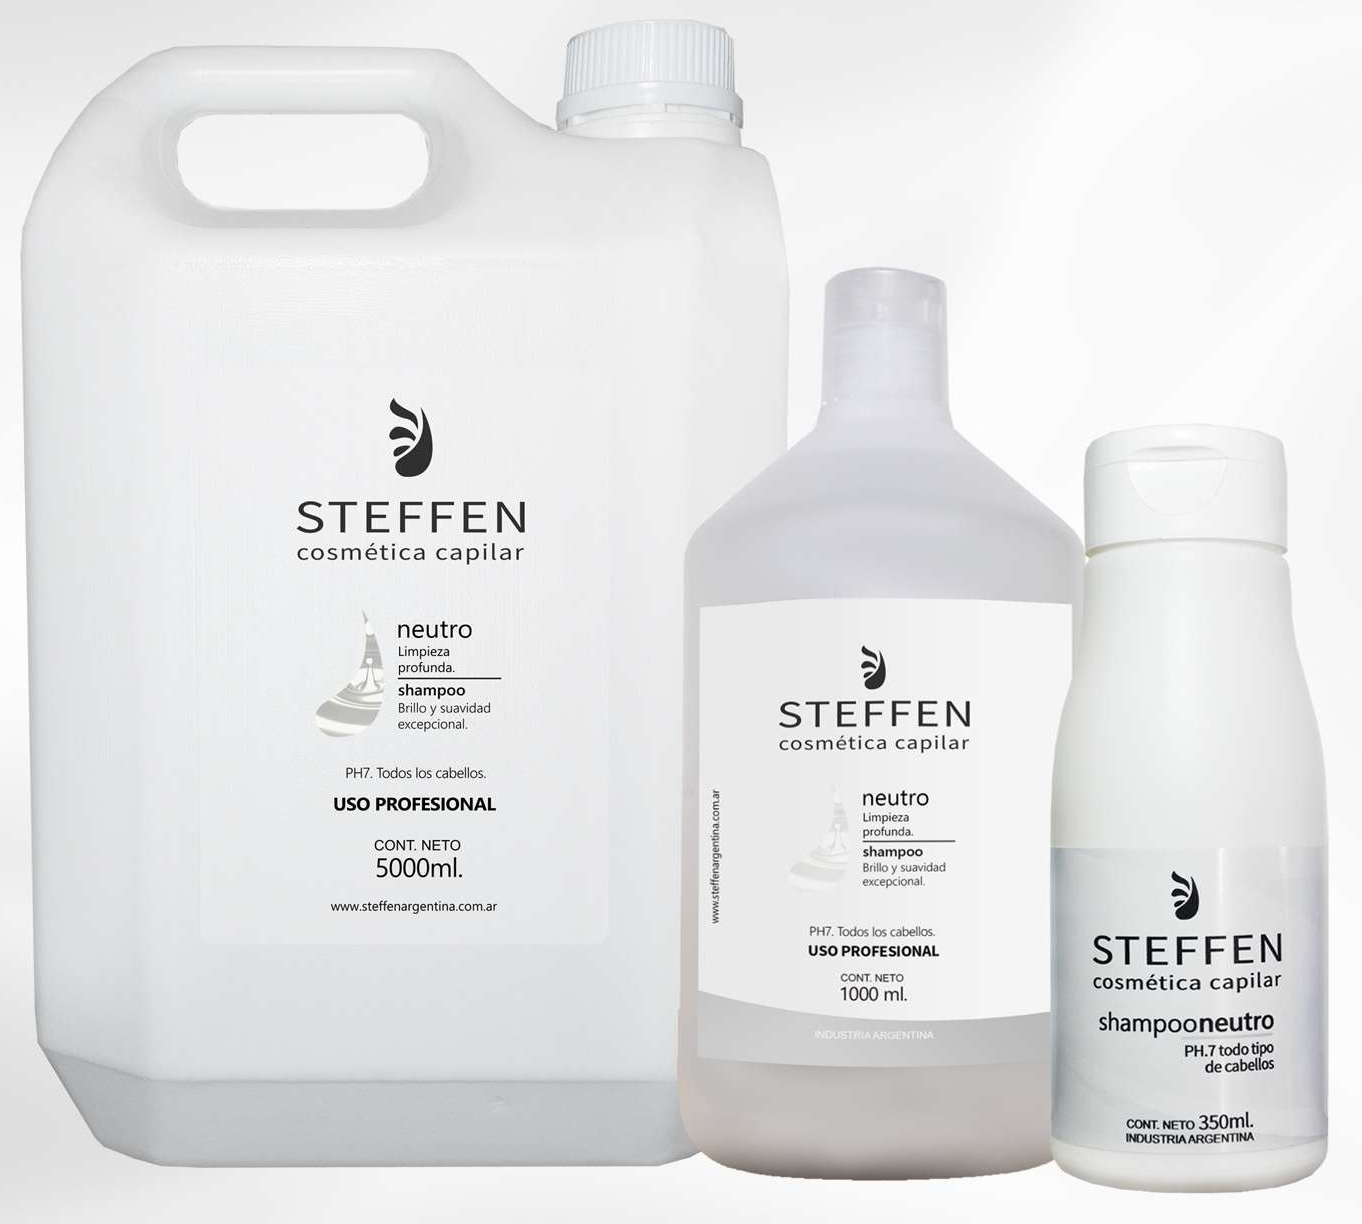 STEFFEN
cosmética capilar
neutro
Limpieza
profunda.
shampoo
Brillo y suavidad
excepcional.
PH7. Todos los cabellos.
USO PROFESIONAL
CONT. NETO
5000ml.
www.steffenargentina.com.ar
STEFFEN
cosmética capilar
www.steffenargentina.com.ar
neutro
Limpieza
profunda.
shampoo
Brillo y suavidad
excepcional.
PH7. Todos los cabellos.
USO PROFESIONAL
CONT. NETO
1000 ml.
INDUSTRIA ARGENTINA
STEFFEN
cosmética capilar
shampooneutro
PH.7 todo tipo
de cabellos
CONT. NETO 350ml.
INDUSTRIA ARGENTINA